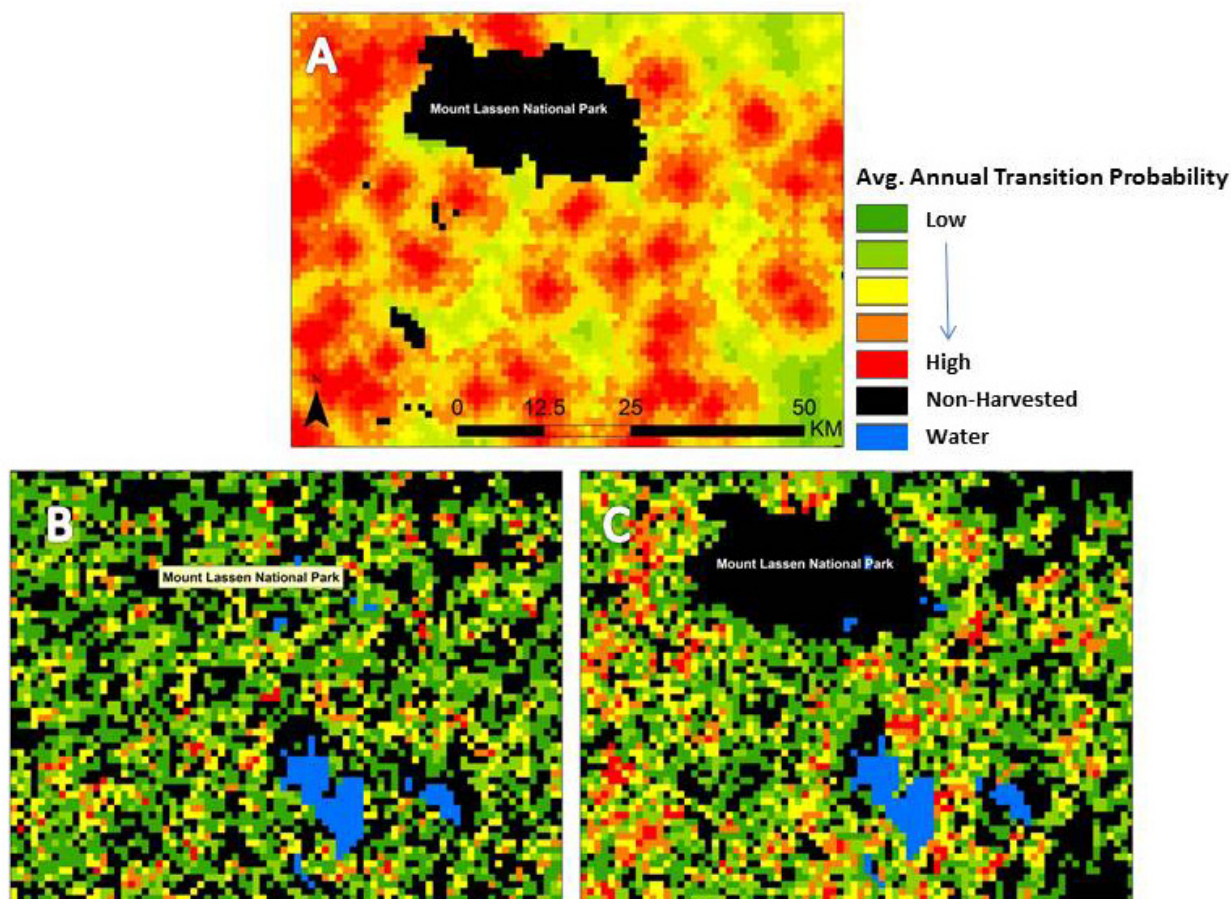 A
Mount Lassen National Park
0 12.5 25 50
KM
Avg. Annual Transition Probability
Low
High
Non-Harvested
Water
B
Mount Lassen National Park
C
Mount Lassen National Park